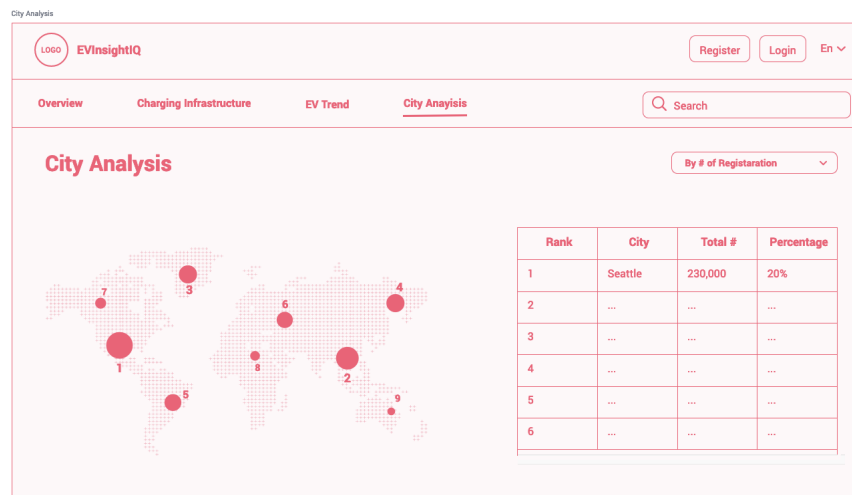 City Analysis
LOGO EVInsightIQ Register Login En
Overview Charging Infrastructure EV Trend City Anayisis
Search
City Analysis
By # of Registaration
Rank City Total # Percentage
1 Seattle 230,000 20%
2 ... ... ...
3 ... ... ...
4 ... ... ...
5 ... ... ...
6 ... ... ...
3
7
4
6
1
8
2
5
9